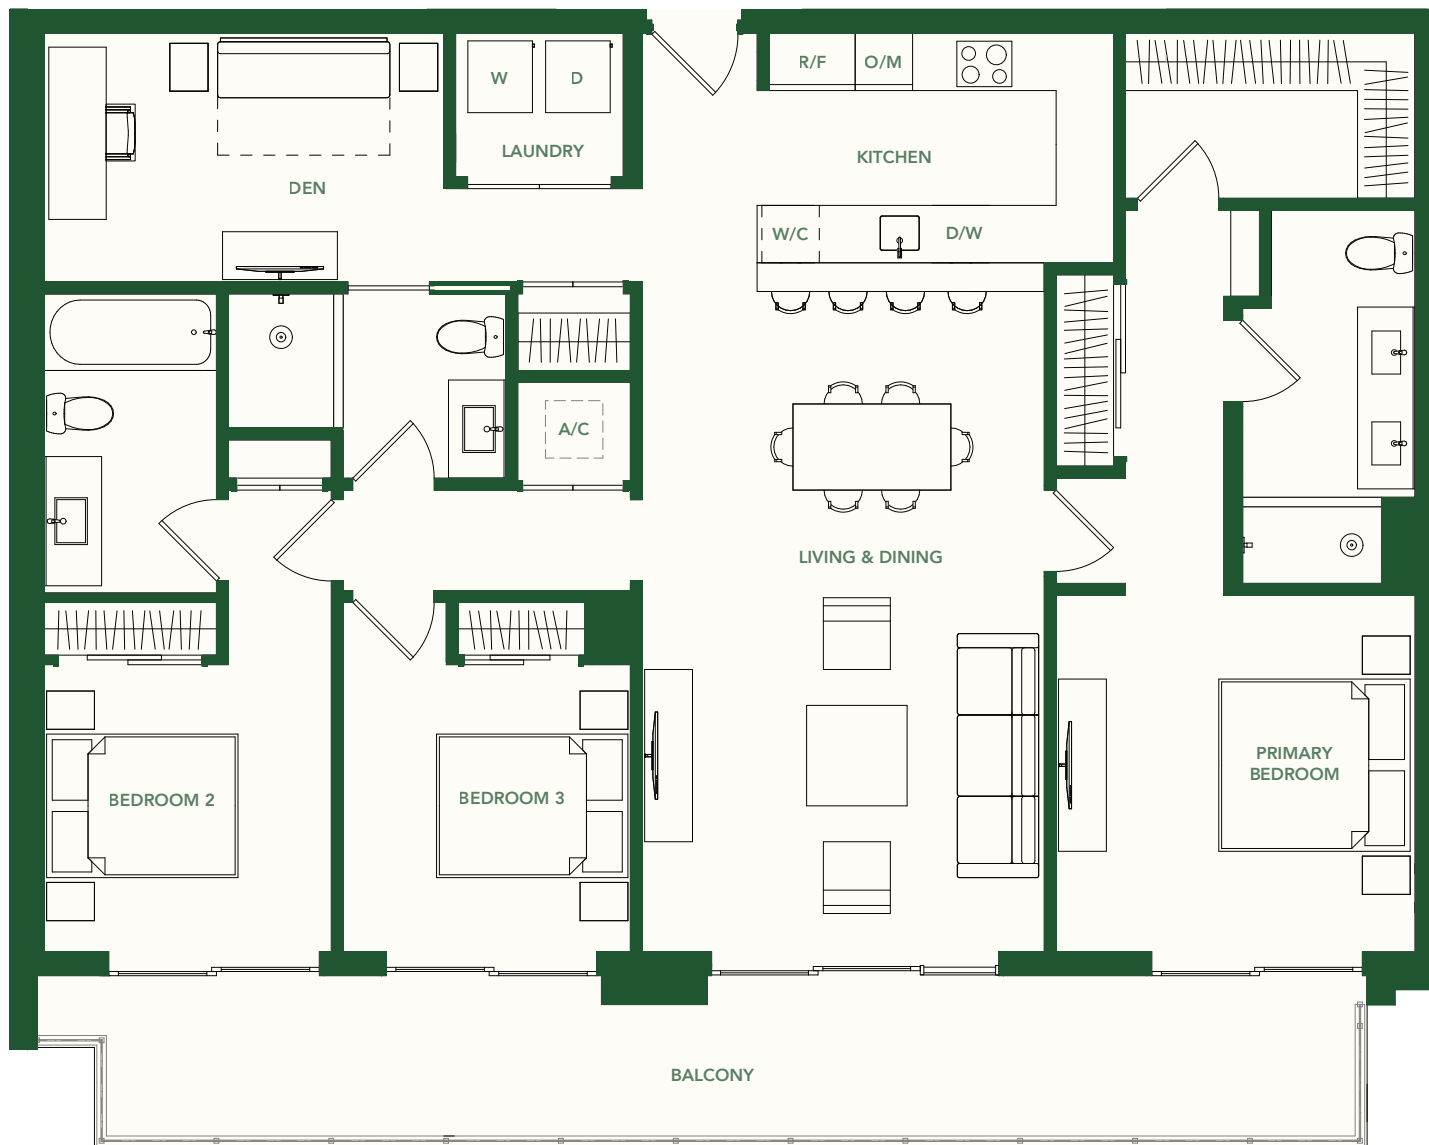 R/F
O/M
W
D
LAUNDRY
KITCHEN
DEN
W/C
D/W
A/C
LIVING & DINING
PRIMARY
BEDROOM
BEDROOM 2
BEDROOM 3
BALCONY